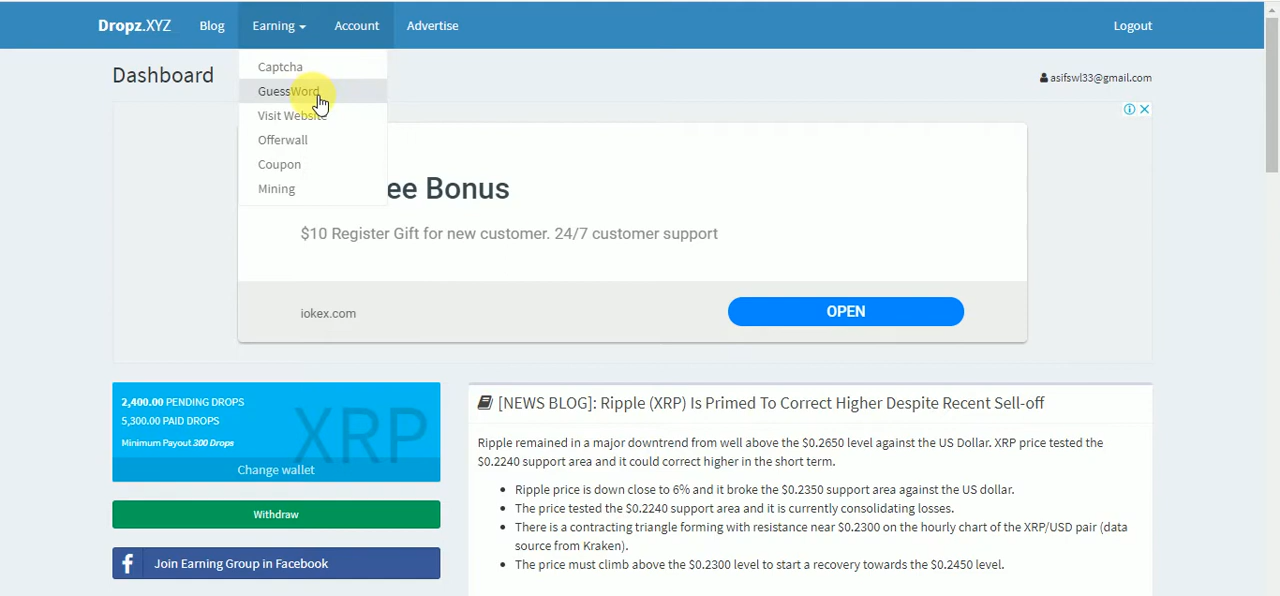 Dropz.XYZ Blog Earning Account Advertise Logout
Dashboard
asifswl33@gmail.com
Captcha
GuessWord
Visit Website
Offerwall
Coupon
Mining
ee Bonus
$10 Register Gift for new customer. 24/7 customer support
iokex.com
OPEN
2,400.00 PENDING DROPS
5,300.00 PAID DROPS
Minimum Payout 300 Drops
XRP
Change wallet
Withdraw
f Join Earning Group in Facebook
[NEWS BLOG]: Ripple (XRP) Is Primed To Correct Higher Despite Recent Sell-off
Ripple remained in a major downtrend from well above the $0.2650 level against the US Dollar. XRP price tested the
$0.2240 support area and it could correct higher in the short term.
• Ripple price is down close to 6% and it broke the $0.2350 support area against the US dollar.
• The price tested the $0.2240 support area and it is currently consolidating losses.
• There is a contracting triangle forming with resistance near $0.2300 on the hourly chart of the XRP/USD pair (data
source from Kraken).
• The price must climb above the $0.2300 level to start a recovery towards the $0.2450 level.